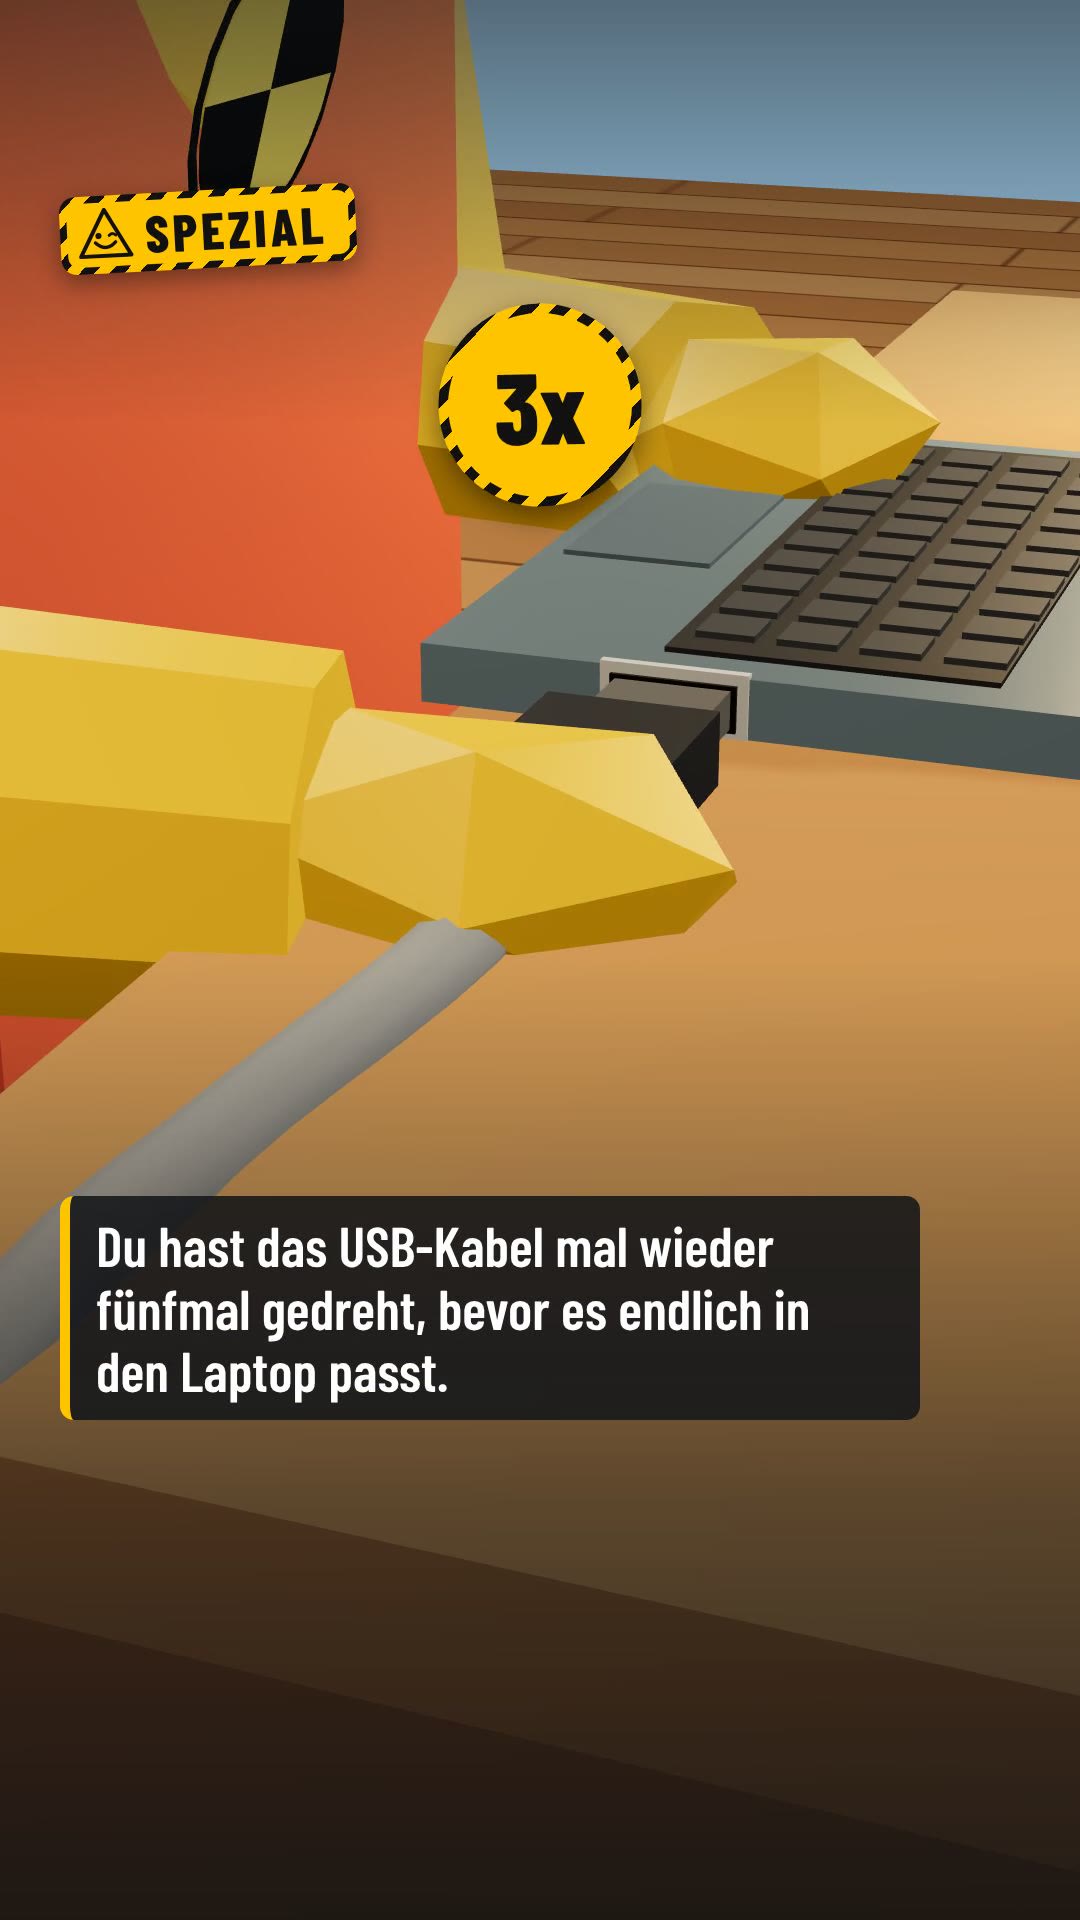 SPEZIAL
3x
Du hast das USB-Kabel mal wieder
fünfmal gedreht, bevor es endlich in
den Laptop passt.